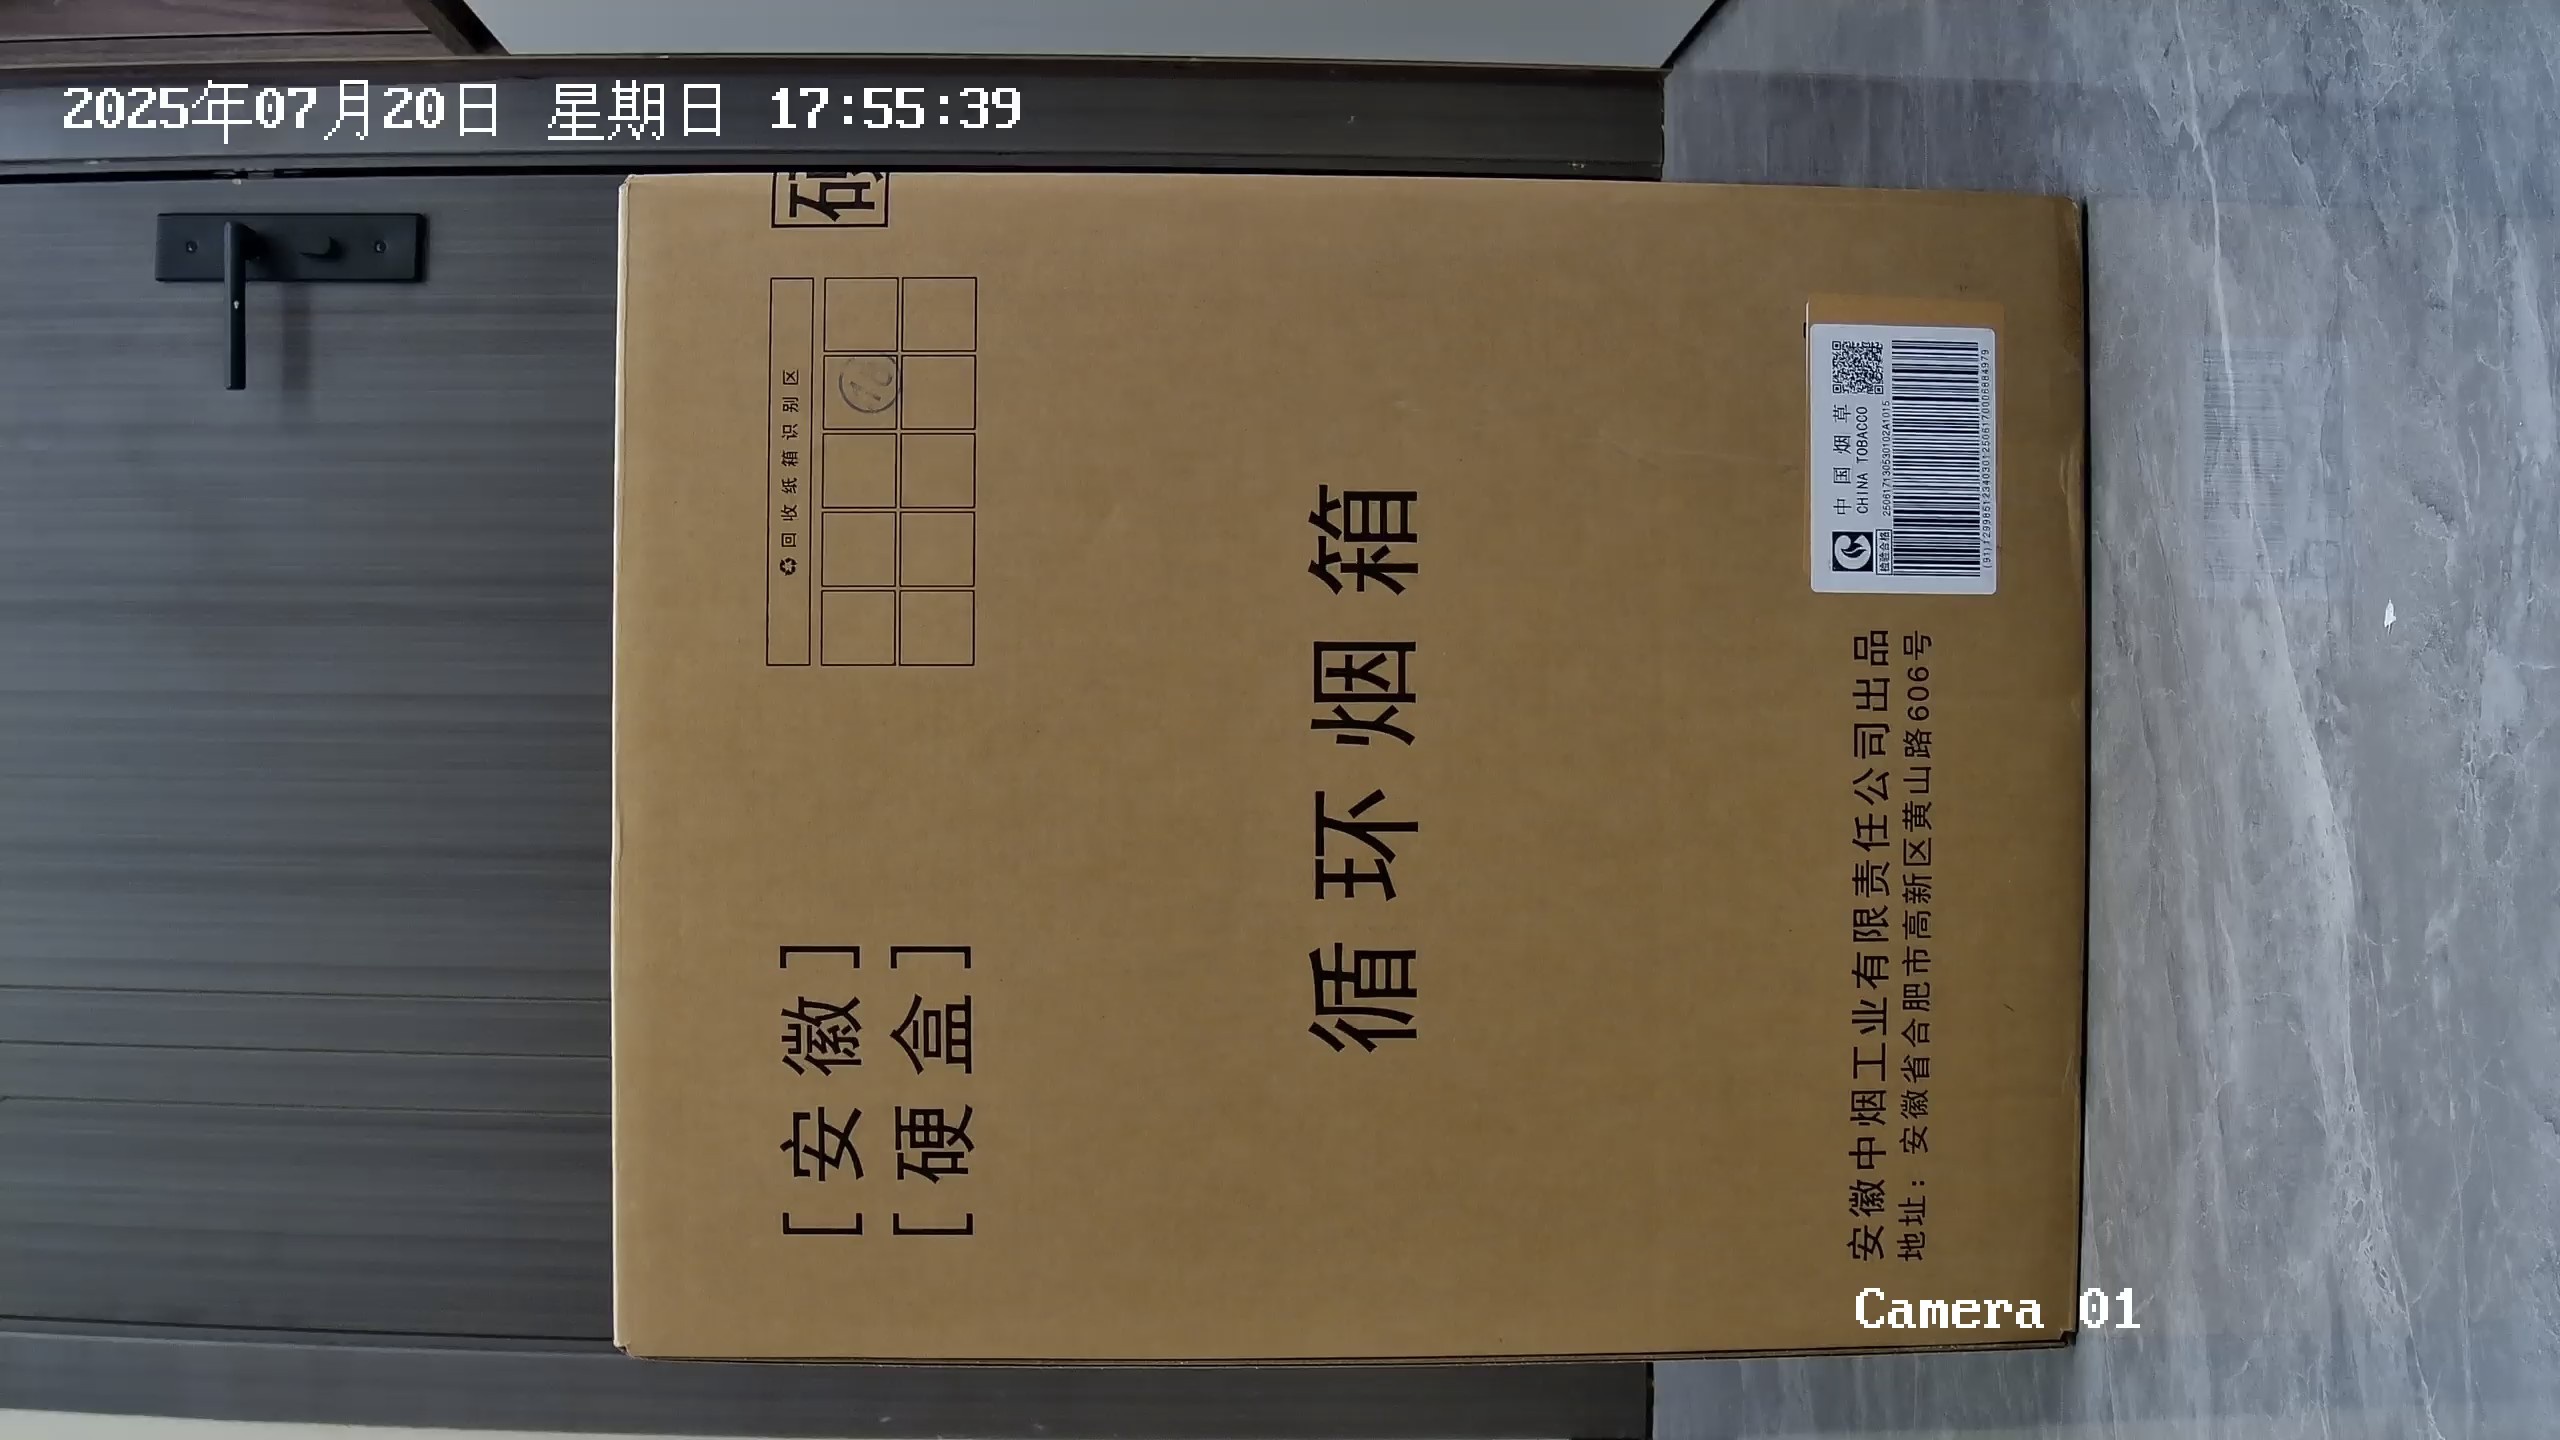 2025年07月20日 星期日 17:55:39
硬
回收纸箱识别区
10
[安徽]
[硬盒]
循环烟箱
中国烟草
CHINA TOBACCO
25061713053010​2A1015
检验合格
安徽中烟工业有限责任公司出品
地址：安徽省合肥市高新区黄山路606号
Camera 01